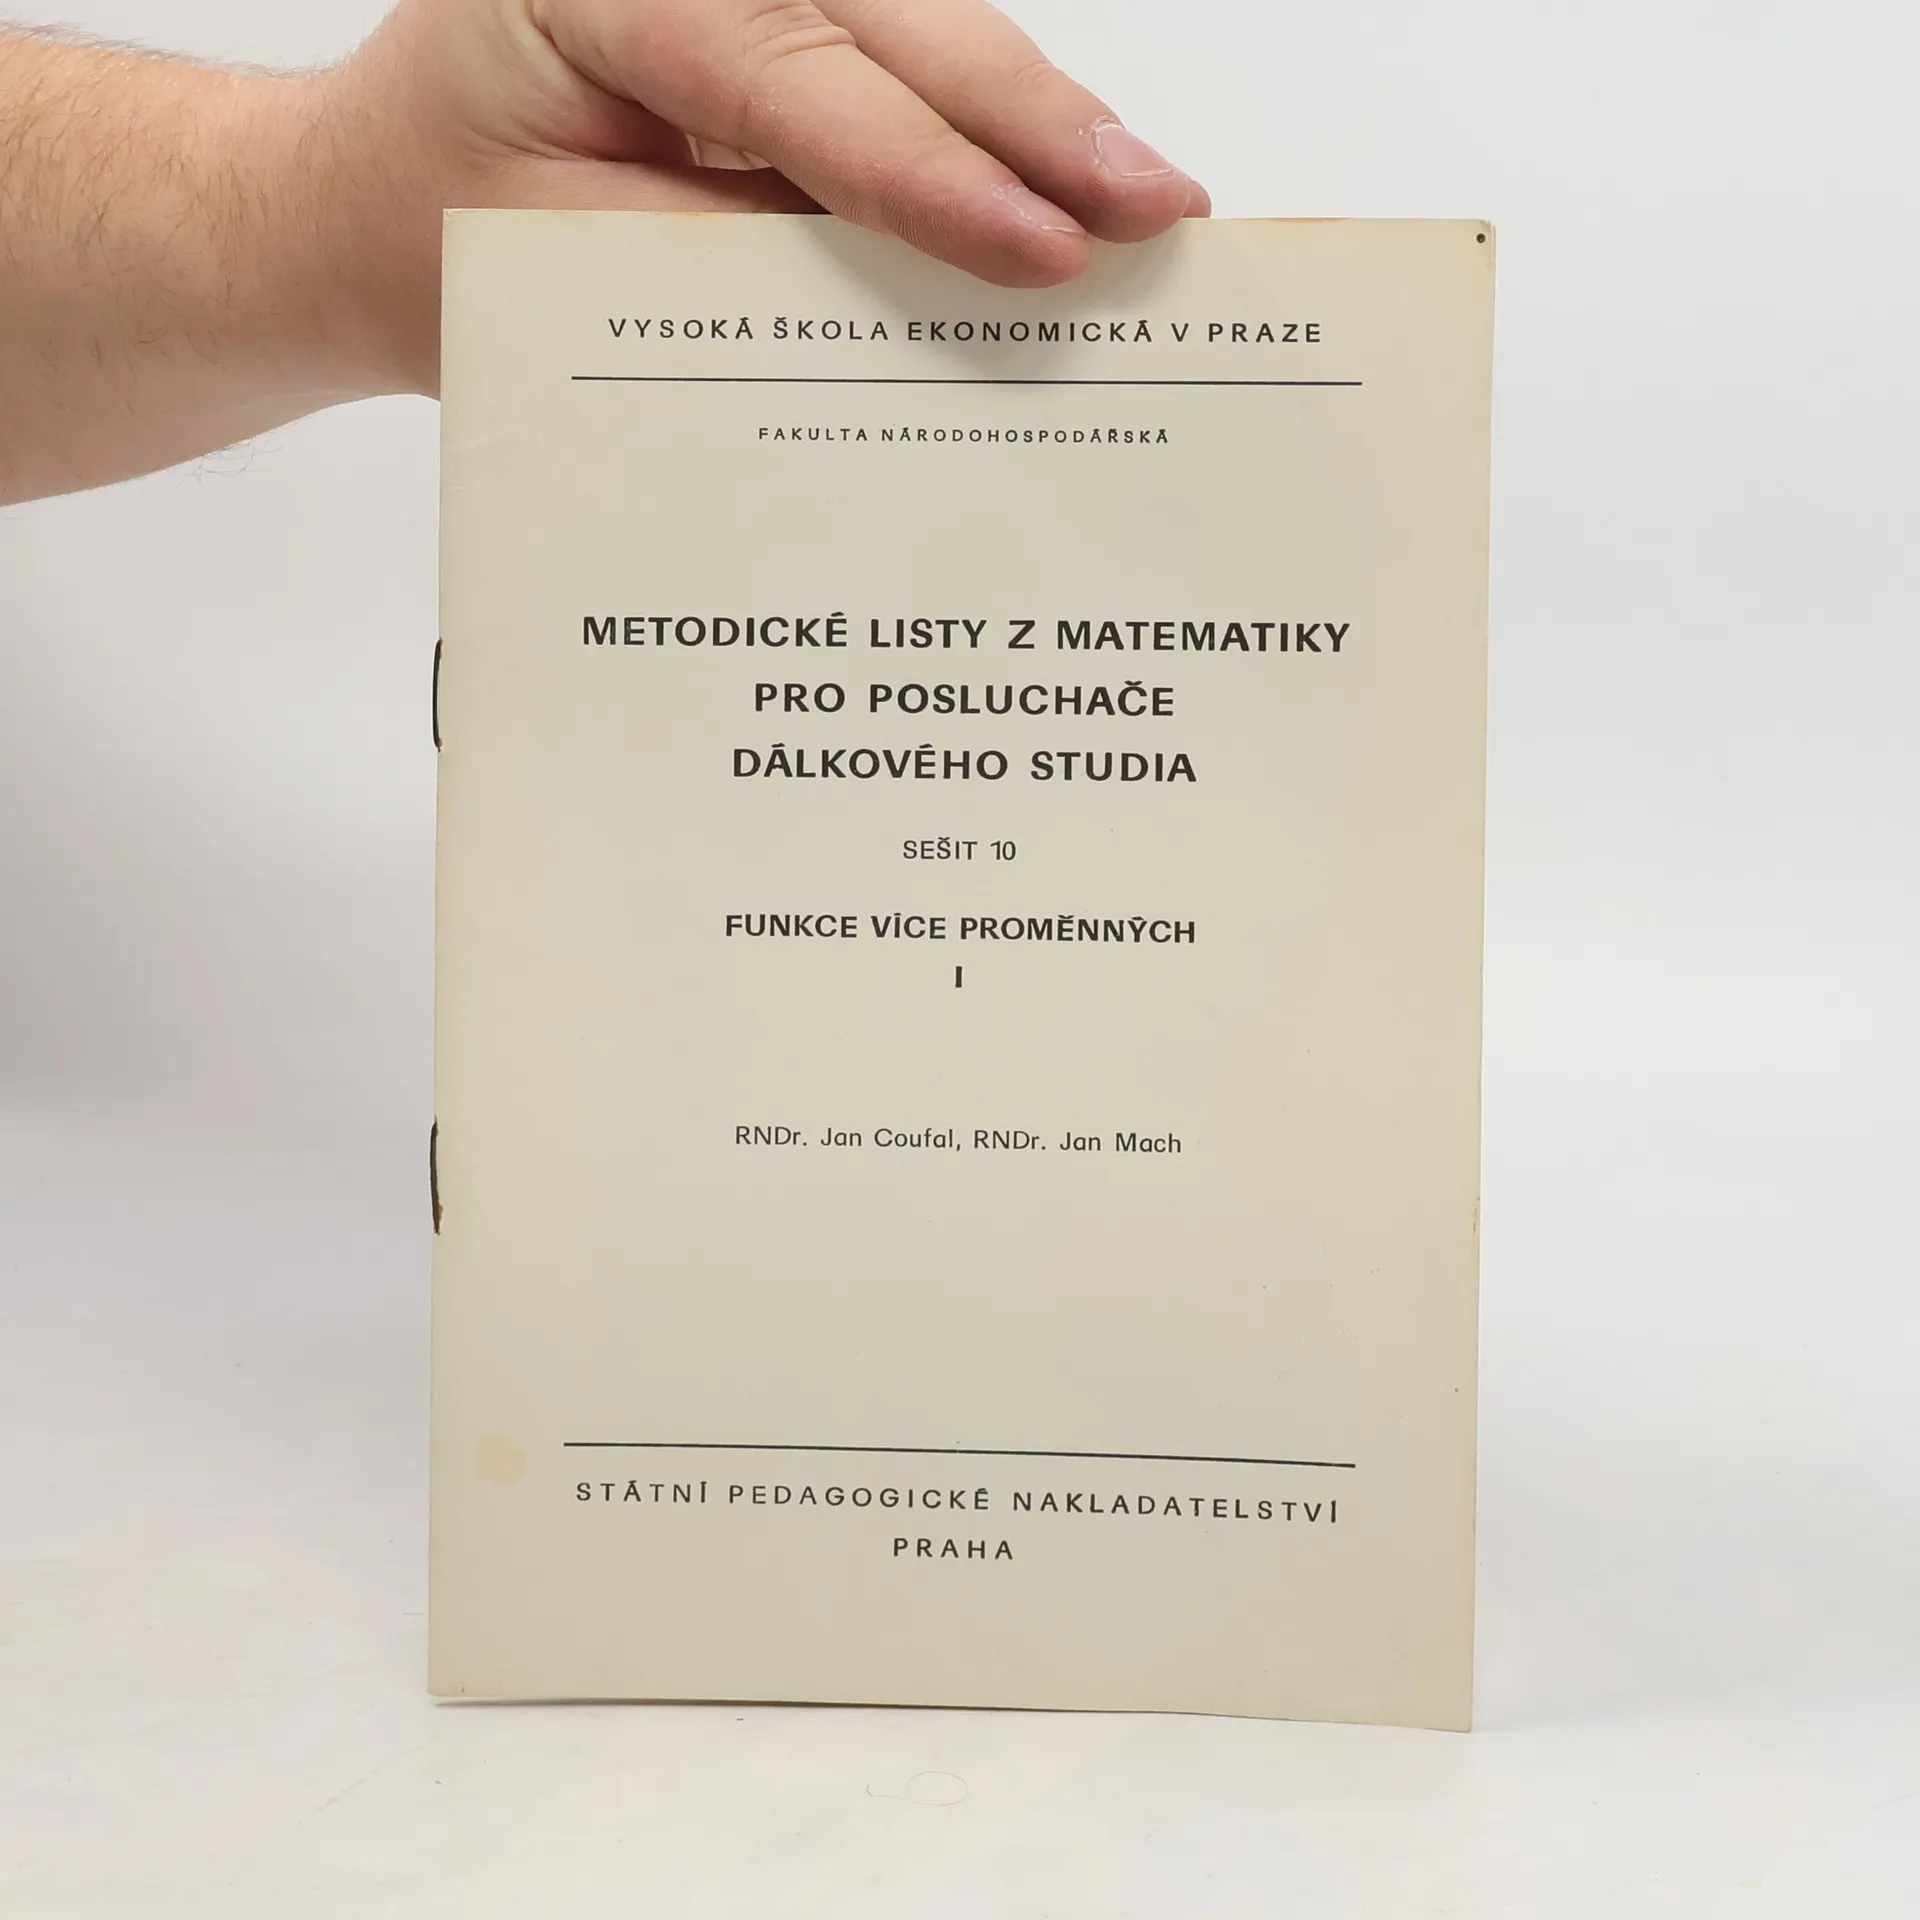 VYSOKÁ ŠKOLA EKONOMICKÁ V PRAZE
FAKULTA NÁRODOHOSPODÁŘSKÁ
METODICKÉ LISTY Z MATEMATIKY
PRO POSLUCHAČE
DÁLKOVÉHO STUDIA
SEŠIT 10
FUNKCE VÍCE PROMĚNNÝCH
I
RNDr. Jan Coufal, RNDr. Jan Mach
STÁTNÍ PEDAGOGICKÉ NAKLADATELSTVÍ
PRAHA